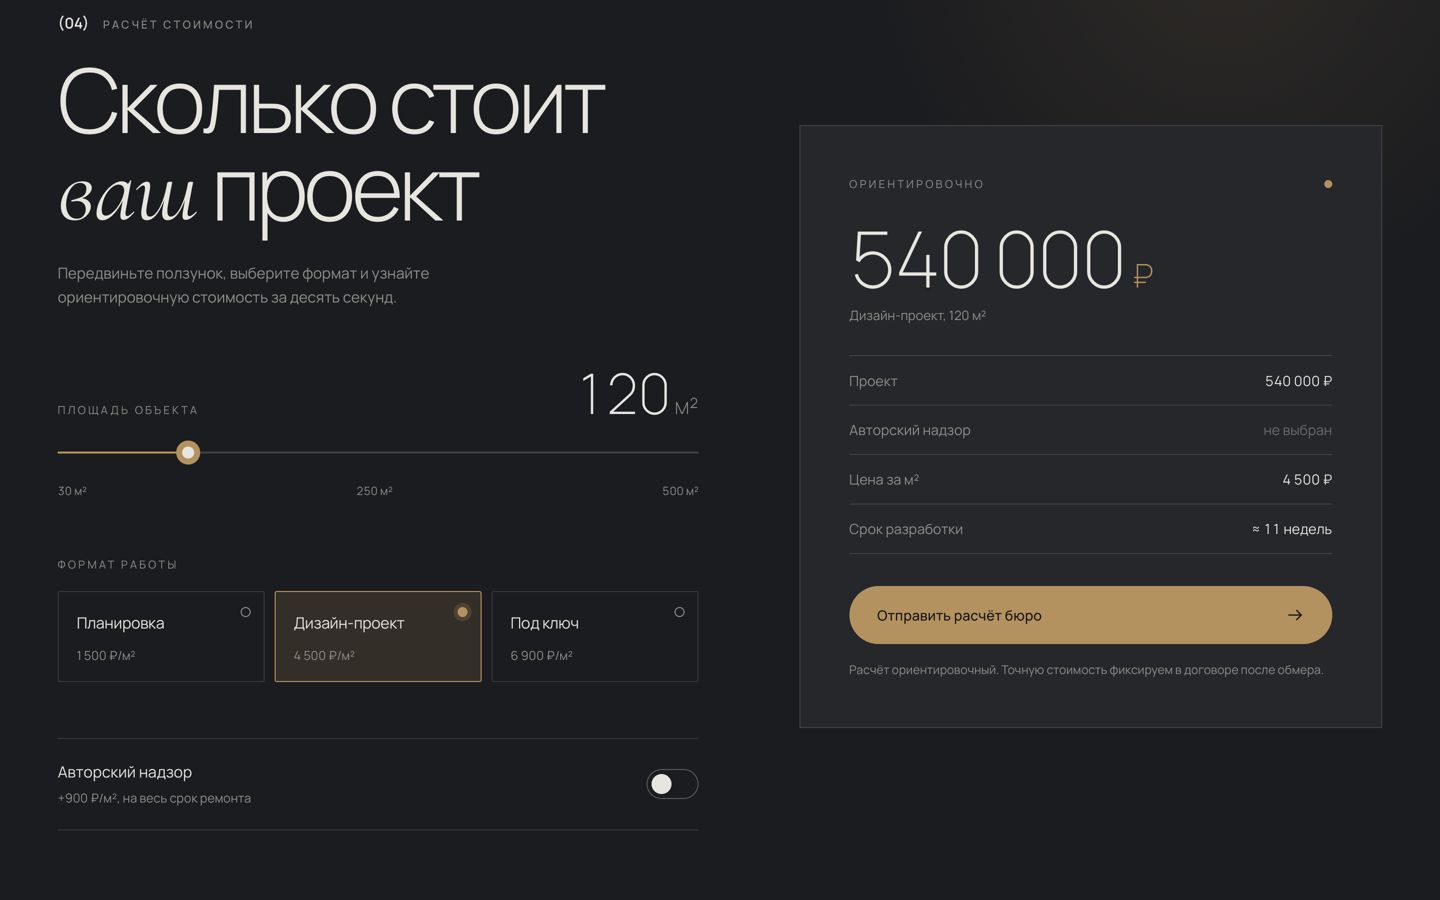 (04) РАСЧЁТ СТОИМОСТИ
Сколько стоит
ваш проект
Передвиньте ползунок, выберите формат и узнайте
ориентировочную стоимость за десять секунд.
ПЛОЩАДЬ ОБЪЕКТА
120 м²
30 м²
250 м²
500 м²
ФОРМАТ РАБОТЫ
Планировка
1 500 ₽/м²
Дизайн-проект
4 500 ₽/м²
Под ключ
6 900 ₽/м²
Авторский надзор
+900 ₽/м², на весь срок ремонта
ОРИЕНТИРОВОЧНО
540 000 ₽
Дизайн-проект, 120 м²
Проект 540 000 ₽
Авторский надзор не выбран
Цена за м² 4 500 ₽
Срок разработки ≈ 11 недель
Отправить расчёт бюро →
Расчёт ориентировочный. Точную стоимость фиксируем в договоре после обмера.